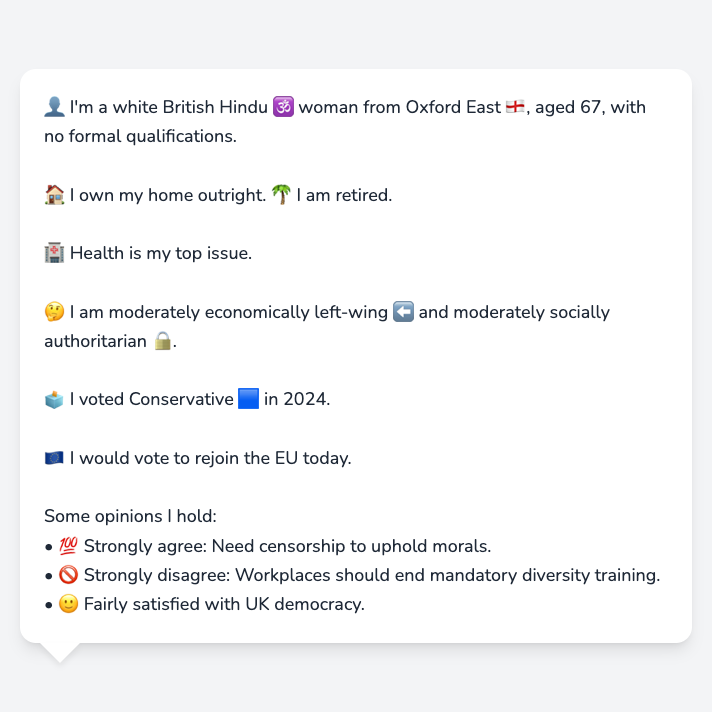 👤 I'm a white British Hindu 🕉️ woman from Oxford East 🏴󠁧󠁢󠁥󠁮󠁧󠁿, aged 67, with
no formal qualifications.
🏠 I own my home outright. 🌴 I am retired.
🏥 Health is my top issue.
🤔 I am moderately economically left-wing ⬅️ and moderately socially
authoritarian 🔒.
🗳️ I voted Conservative 🟦 in 2024.
🇪🇺 I would vote to rejoin the EU today.
Some opinions I hold:
• 💯 Strongly agree: Need censorship to uphold morals.
• 🚫 Strongly disagree: Workplaces should end mandatory diversity training.
• 🙂 Fairly satisfied with UK democracy.